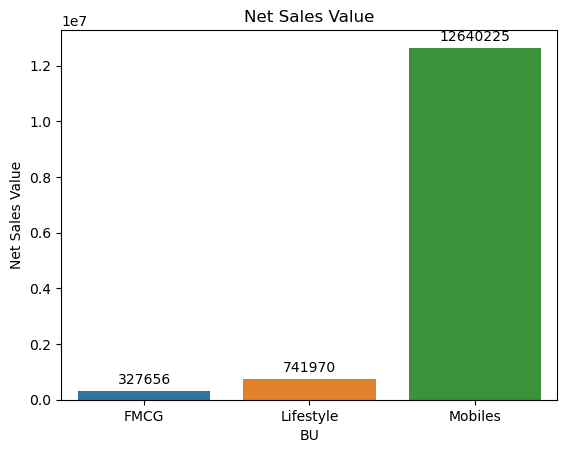 Net Sales Value
1e7
12640225
1.2
1.0
Net Sales Value
0.8
0.6
0.4
0.2
741970
327656
0.0
FMCG Lifestyle Mobiles
BU